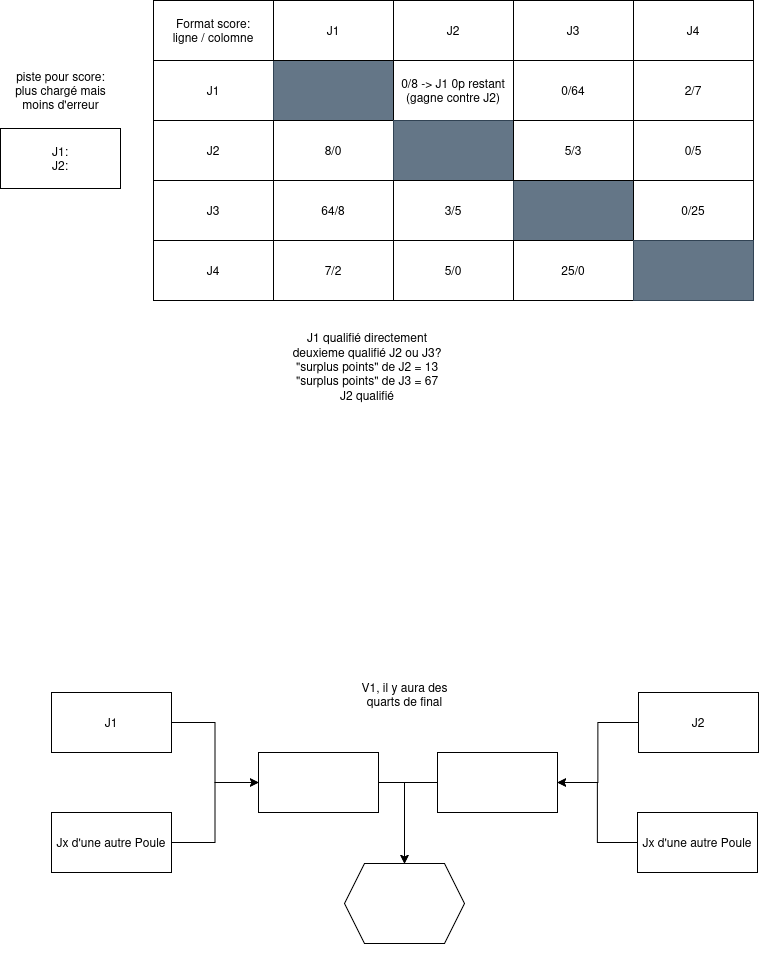 Format score:
ligne / colomne
J1
J2
J3
J4
piste pour score:
plus chargé mais
moins d'erreur
J1:
J2:
J1
0/8 -> J1 0p restant
(gagne contre J2)
0/64
2/7
J2
8/0
5/3
0/5
J3
64/8
3/5
0/25
J4
7/2
5/0
25/0
J1 qualifié directement
deuxieme qualifié J2 ou J3?
"surplus points" de J2 = 13
"surplus points" de J3 = 67
J2 qualifié
V1, il y aura des
quarts de final
J1
J2
Jx d'une autre Poule
Jx d'une autre Poule